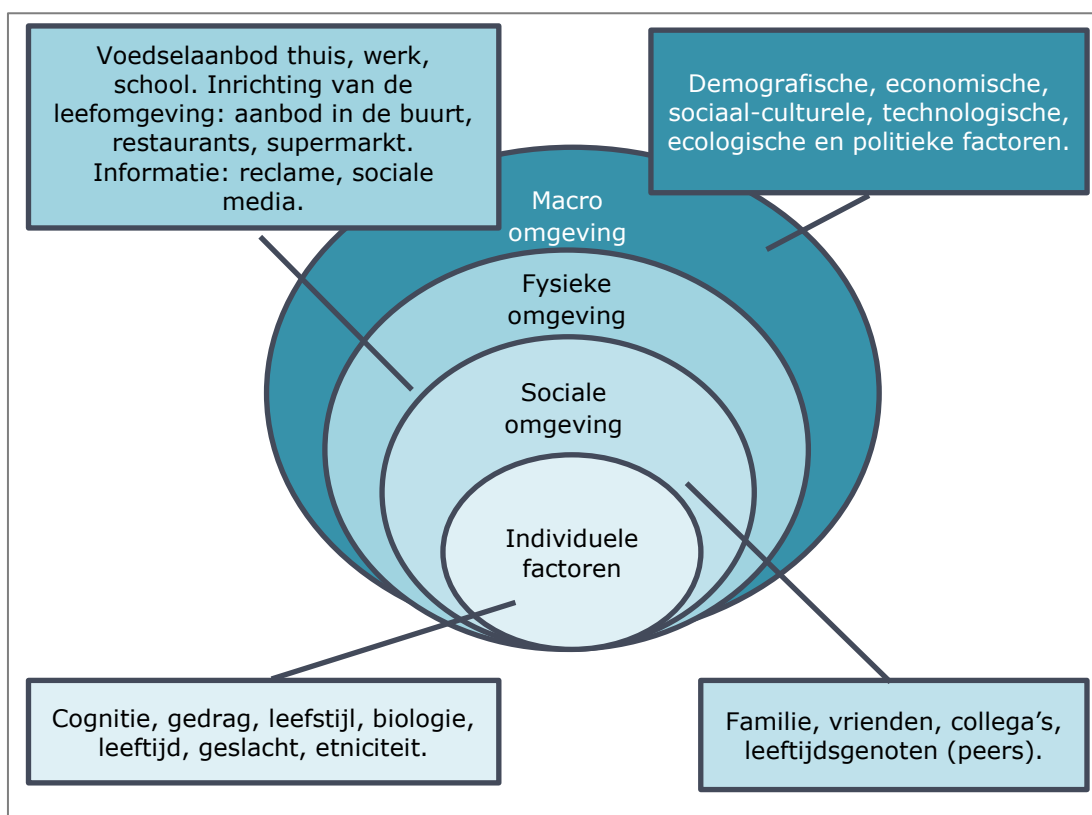 Voedselaanbod thuis, werk,
school. Inrichting van de
leefomgeving: aanbod in de buurt,
restaurants, supermarkt.
Informatie: reclame, sociale
media.
Demografische, economische,
sociaal-culturele, technologische,
ecologische en politieke factoren.
Macro
omgeving
Fysieke
omgeving
Sociale
omgeving
Individuele
factoren
Cognitie, gedrag, leefstijl, biologie,
leeftijd, geslacht, etniciteit.
Familie, vrienden, collega’s,
leeftijdsgenoten (peers).